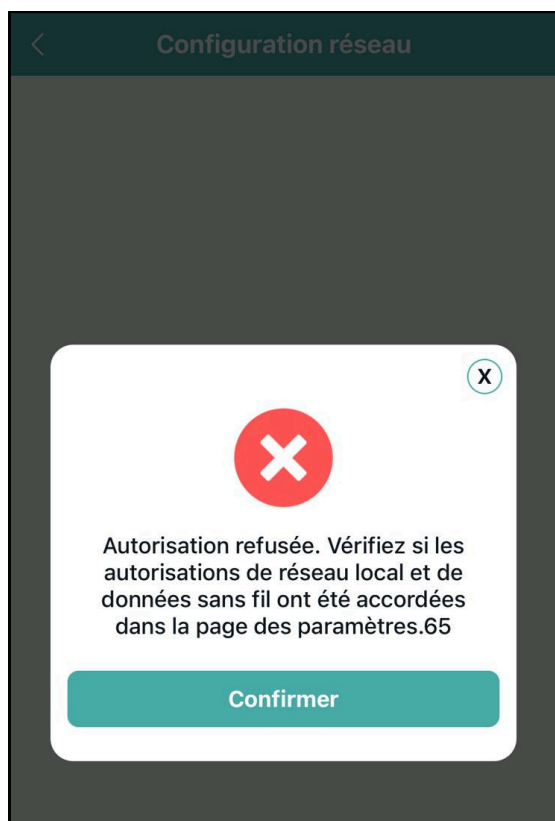 Configuration réseau
X
Autorisation refusée. Vérifiez si les
autorisations de réseau local et de
données sans fil ont été accordées
dans la page des paramètres.65
Confirmer